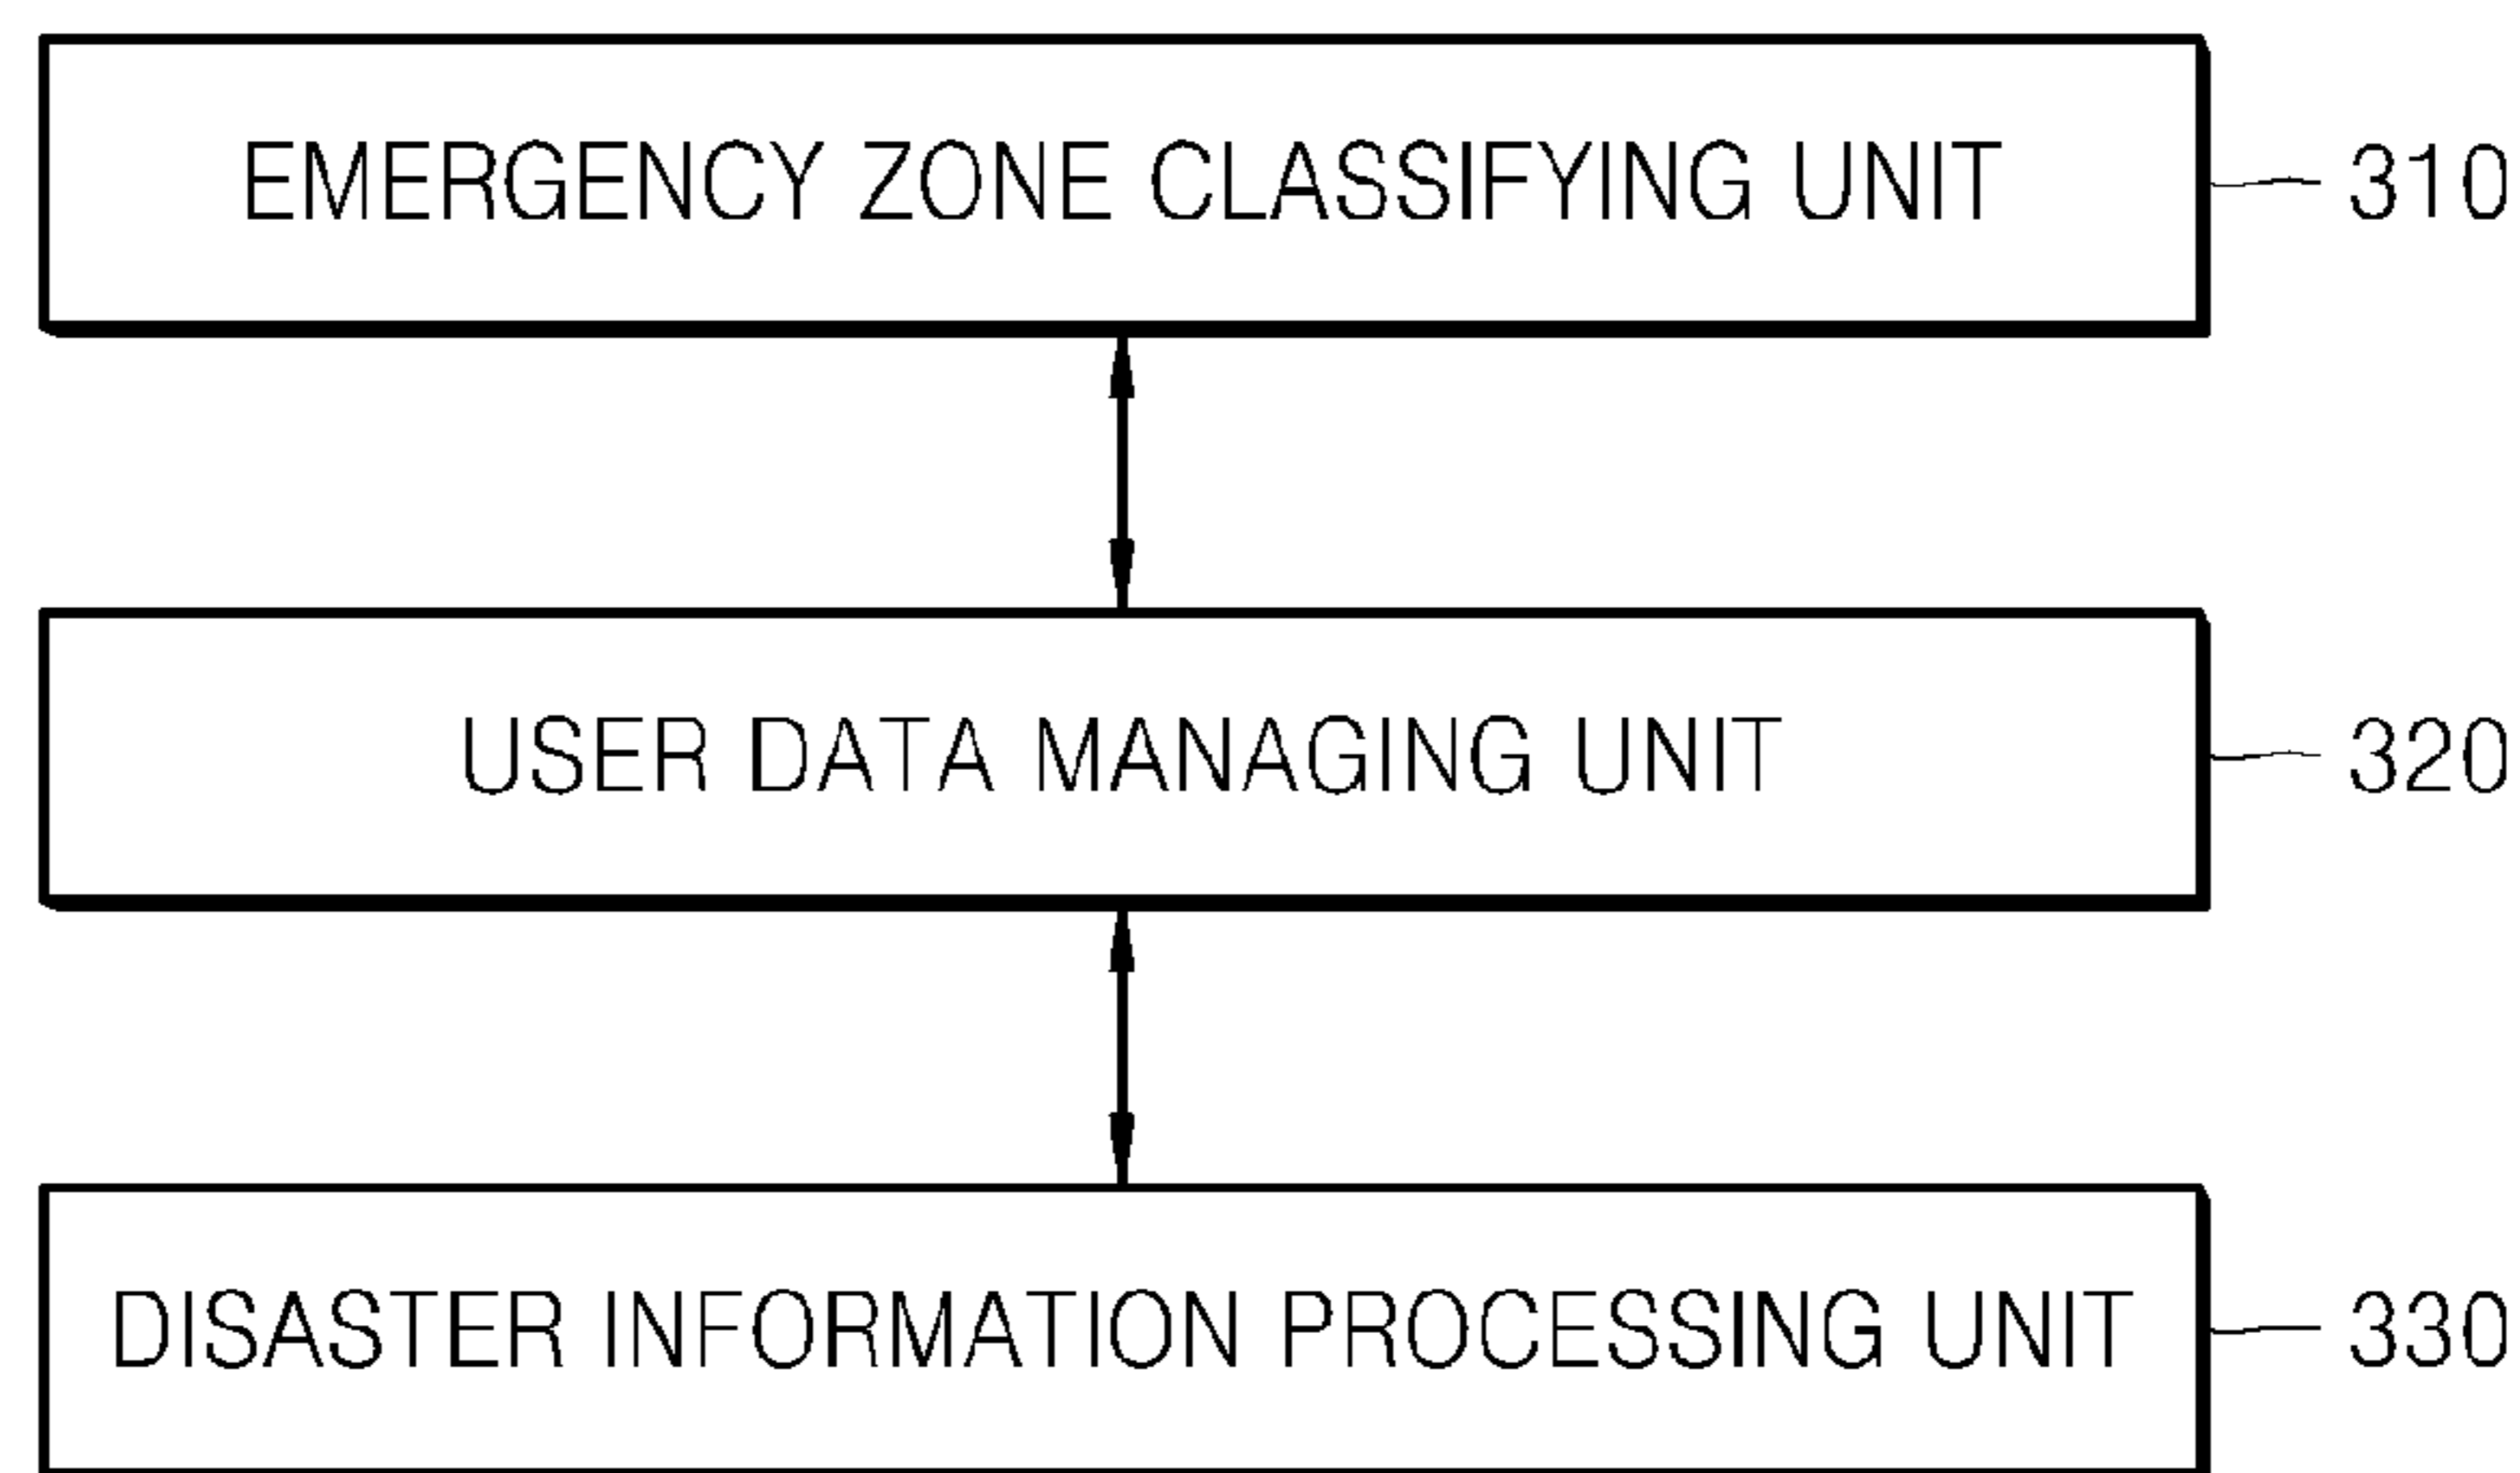 EMERGENCY ZONE CLASSIFYING UNIT 310
USER DATA MANAGING UNIT 320
DISASTER INFORMATION PROCESSING UNIT 330